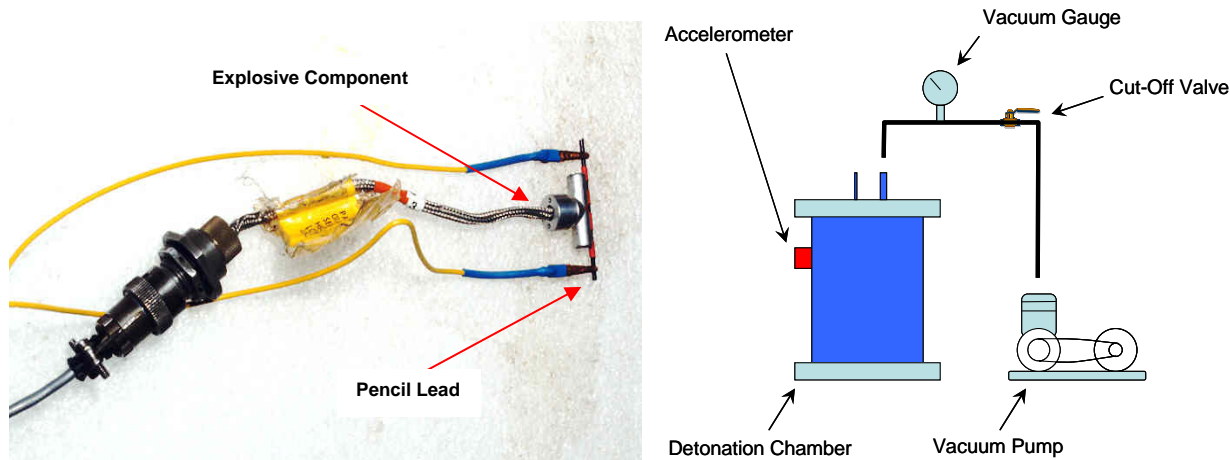 Explosive Component
Pencil Lead
Vacuum Gauge
Accelerometer
Cut-Off Valve
Detonation Chamber
Vacuum Pump